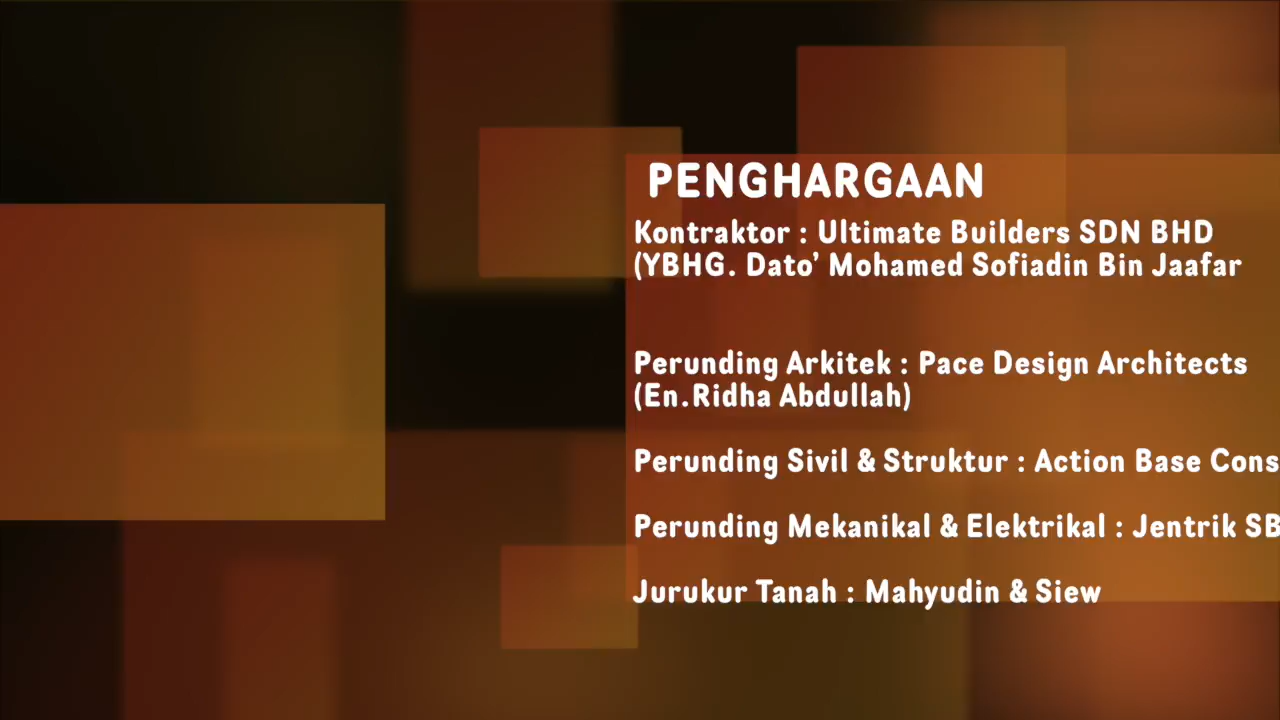 PENGHARGAAN
Kontraktor : Ultimate Builders SDN BHD
(YBHG. Dato’ Mohamed Sofiadin Bin Jaafar
Perunding Arkitek : Pace Design Architects
(En.Ridha Abdullah)
Perunding Sivil & Struktur : Action Base Cons
Perunding Mekanikal & Elektrikal : Jentrik SB
Jurukur Tanah : Mahyudin & Siew